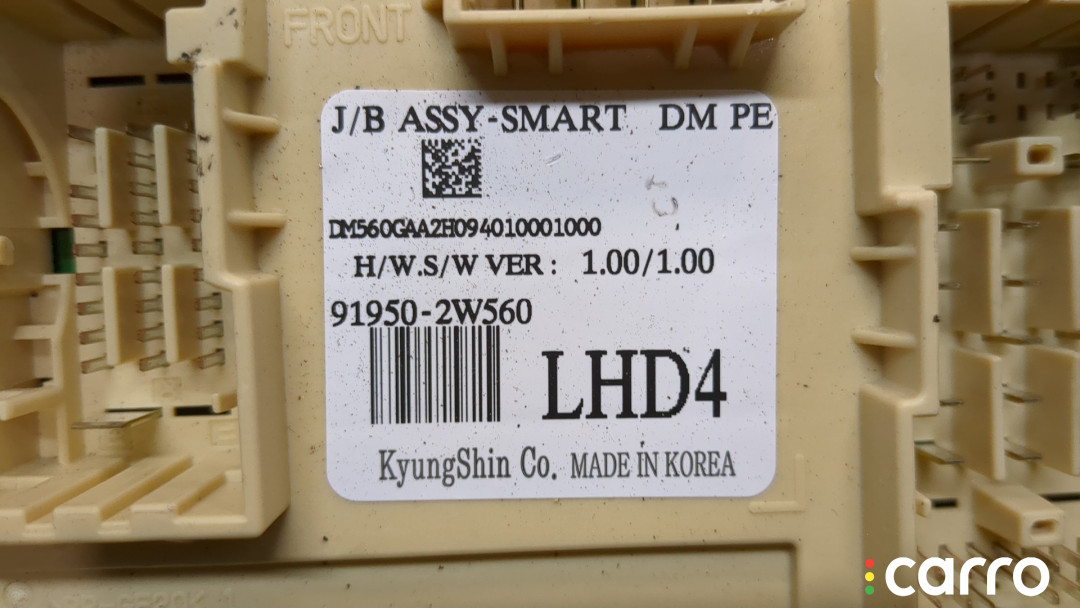 FRONT
J/B ASSY-SMART DM PE
DM560GAA2H094010001000
H/W.S/W VER : 1.00/1.00
91950-2W560
LHD4
KyungShin Co. MADE IN KOREA
carro